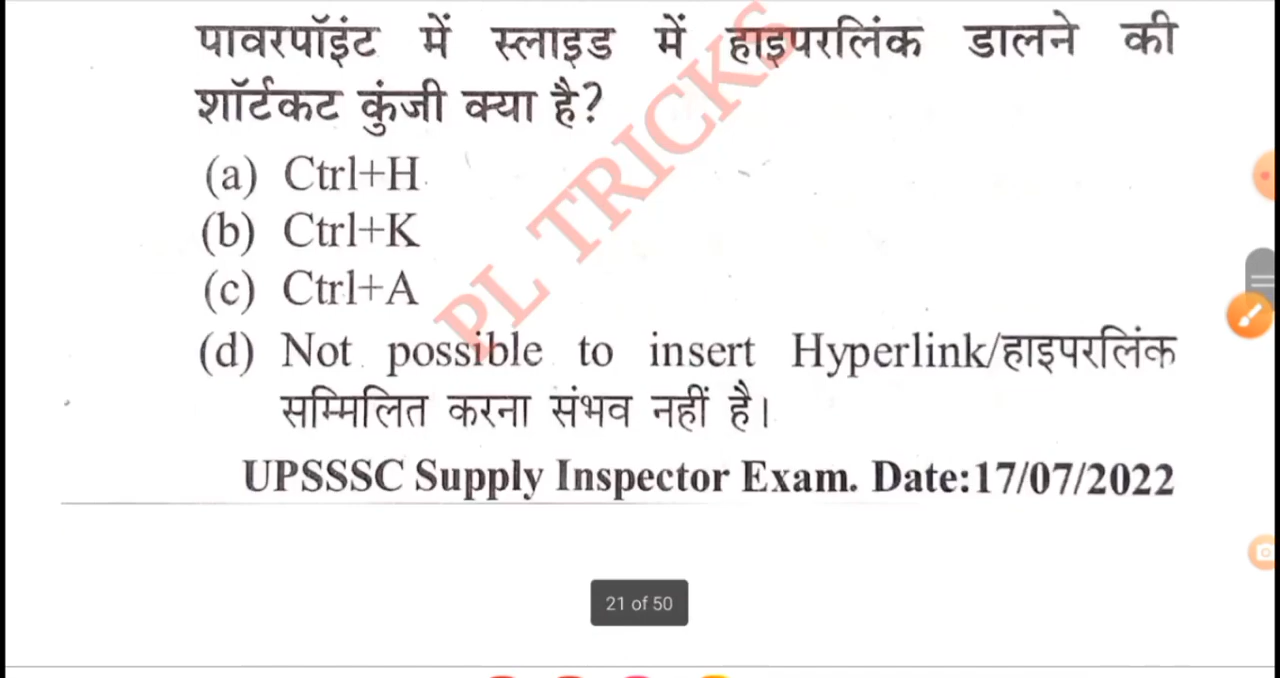 पावरपॉइंट में स्लाइड में हाइपरलिंक डालने की
शॉर्टकट कुंजी क्या है?
(a) Ctrl+H
(b) Ctrl+K
(c) Ctrl+A
(d) Not possible to insert Hyperlink/हाइपरलिंक
सम्मिलित करना संभव नहीं है।
UPSSSC Supply Inspector Exam. Date:17/07/2022
PL TRICKS
21 of 50